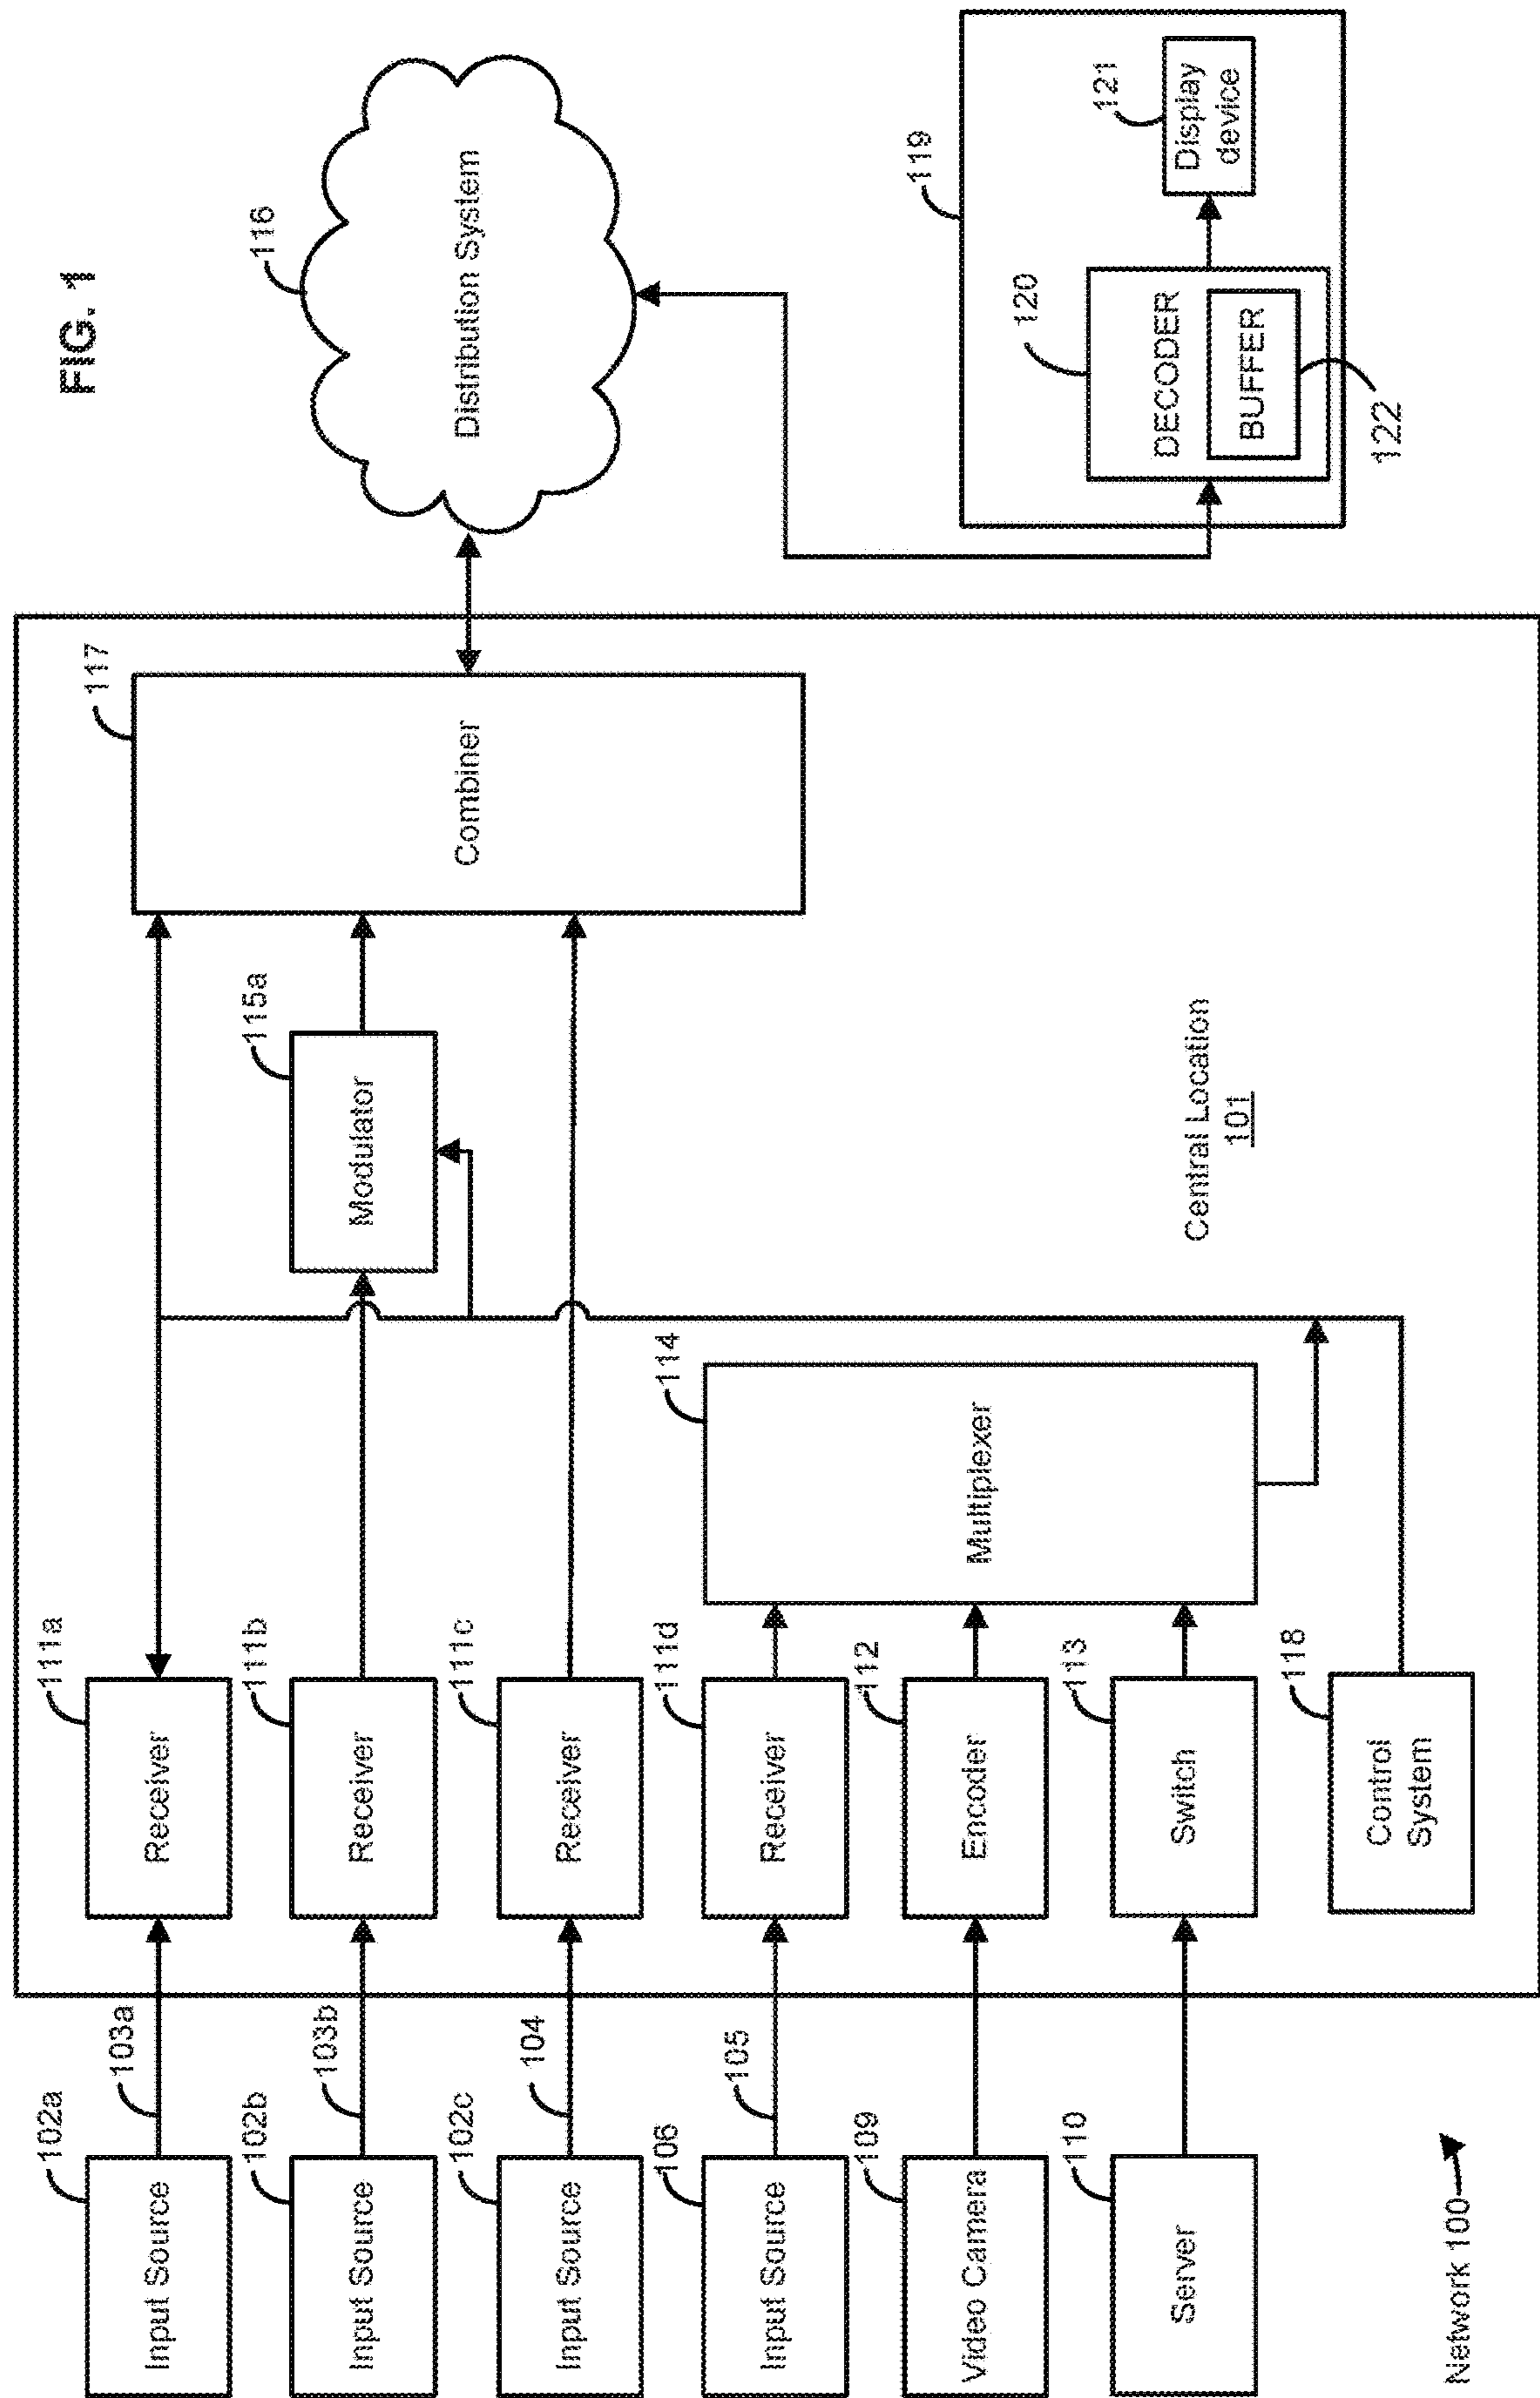 FIG. 1
102a
Input Source
103a
111a
Receiver
102b
Input Source
103b
111b
Receiver
115a
Modulator
102c
Input Source
104
111c
Receiver
117
Combiner
116
Distribution System
106
Input Source
105
111d
Receiver
109
Video Camera
112
Encoder
110
Server
113
Switch
114
Multiplexer
118
Control
System
Central Location
101
119
120
DECODER
BUFFER
122
121
Display
device
Network 100